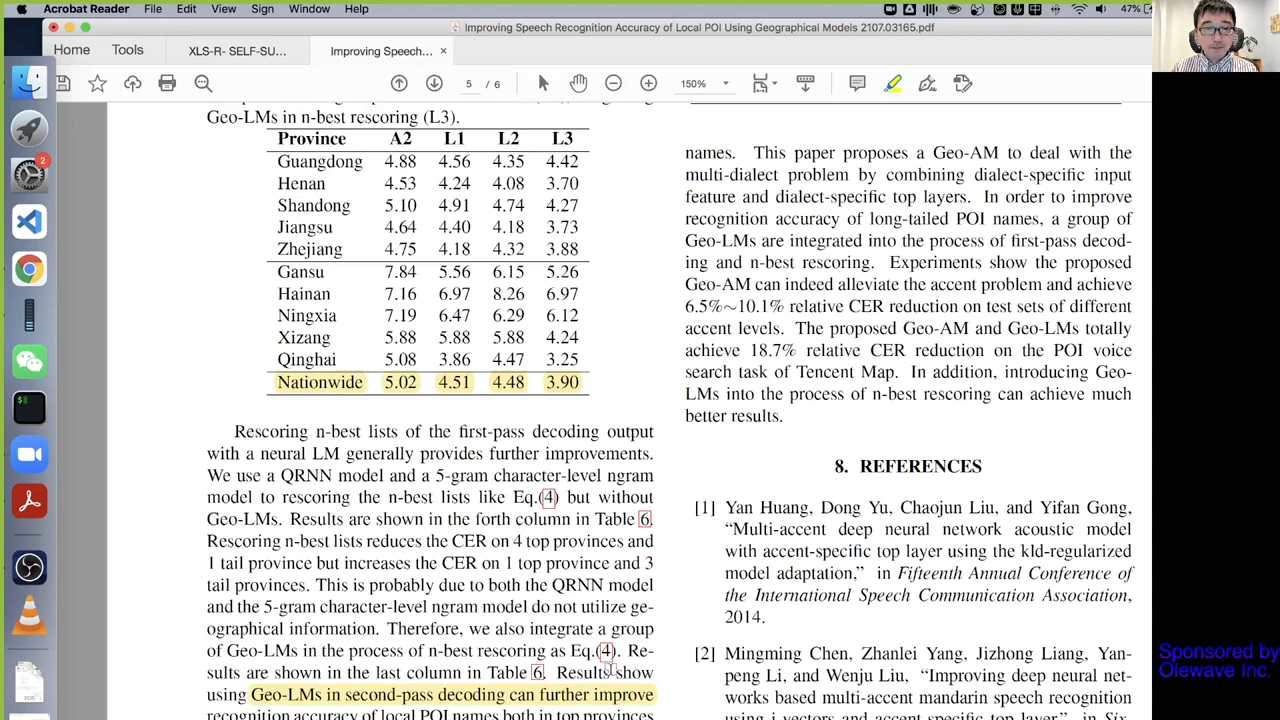 Acrobat Reader File Edit View Sign Window Help 47%
Improving Speech Recognition Accuracy of Local POI Using Geographical Models 2107.03165.pdf
Home Tools XLS-R- SELF-SU... Improving Speech... ×
5 / 6 150%
2
Geo-LMs in n-best rescoring (L3).
Province A2 L1 L2 L3
Guangdong 4.88 4.56 4.35 4.42
Henan 4.53 4.24 4.08 3.70
Shandong 5.10 4.91 4.74 4.27
Jiangsu 4.64 4.40 4.18 3.73
Zhejiang 4.75 4.18 4.32 3.88
Gansu 7.84 5.56 6.15 5.26
Hainan 7.16 6.97 8.26 6.97
Ningxia 7.19 6.47 6.29 6.12
Xizang 5.88 5.88 5.88 4.24
Qinghai 5.08 3.86 4.47 3.25
Nationwide 5.02 4.51 4.48 3.90
Rescoring n-best lists of the first-pass decoding output
with a neural LM generally provides further improvements.
We use a QRNN model and a 5-gram character-level ngram
model to rescoring the n-best lists like Eq.(4) but without
Geo-LMs. Results are shown in the forth column in Table 6.
Rescoring n-best lists reduces the CER on 4 top provinces and
1 tail province but increases the CER on 1 top province and 3
tail provinces. This is probably due to both the QRNN model
and the 5-gram character-level ngram model do not utilize ge-
ographical information. Therefore, we also integrate a group
of Geo-LMs in the process of n-best rescoring as Eq.(4). Re-
sults are shown in the last column in Table 6. Results show
using Geo-LMs in second-pass decoding can further improve
recognition accuracy of local POI names both in top provinces
names. This paper proposes a Geo-AM to deal with the
multi-dialect problem by combining dialect-specific input
feature and dialect-specific top layers. In order to improve
recognition accuracy of long-tailed POI names, a group of
Geo-LMs are integrated into the process of first-pass decod-
ing and n-best rescoring. Experiments show the proposed
Geo-AM can indeed alleviate the accent problem and achieve
6.5%∼10.1% relative CER reduction on test sets of different
accent levels. The proposed Geo-AM and Geo-LMs totally
achieve 18.7% relative CER reduction on the POI voice
search task of Tencent Map. In addition, introducing Geo-
LMs into the process of n-best rescoring can achieve much
better results.
8. REFERENCES
[1] Yan Huang, Dong Yu, Chaojun Liu, and Yifan Gong,
“Multi-accent deep neural network acoustic model
with accent-specific top layer using the kld-regularized
model adaptation,” in Fifteenth Annual Conference of
the International Speech Communication Association,
2014.
[2] Mingming Chen, Zhanlei Yang, Jizhong Liang, Yan-
peng Li, and Wenju Liu, “Improving deep neural net-
works based multi-accent mandarin speech recognition
using i-vectors and accent-specific top layer,” in Six-
Sponsored by
Olewave Inc.